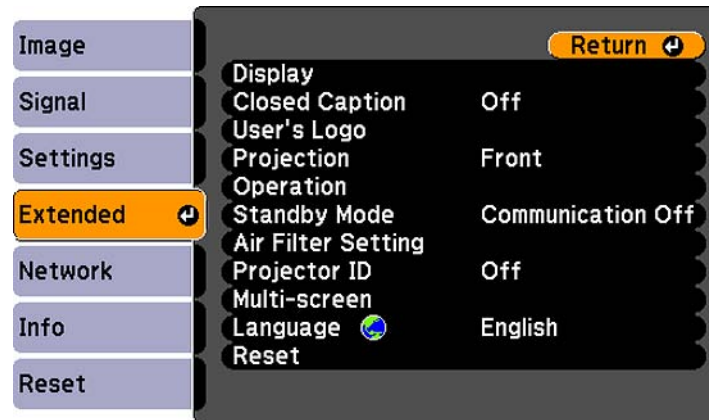 Image
Signal
Settings
Extended
Network
Info
Reset
Return
Display
Closed Caption Off
User's Logo
Projection Front
Operation
Standby Mode Communication Off
Air Filter Setting
Projector ID Off
Multi-screen
Language English
Reset